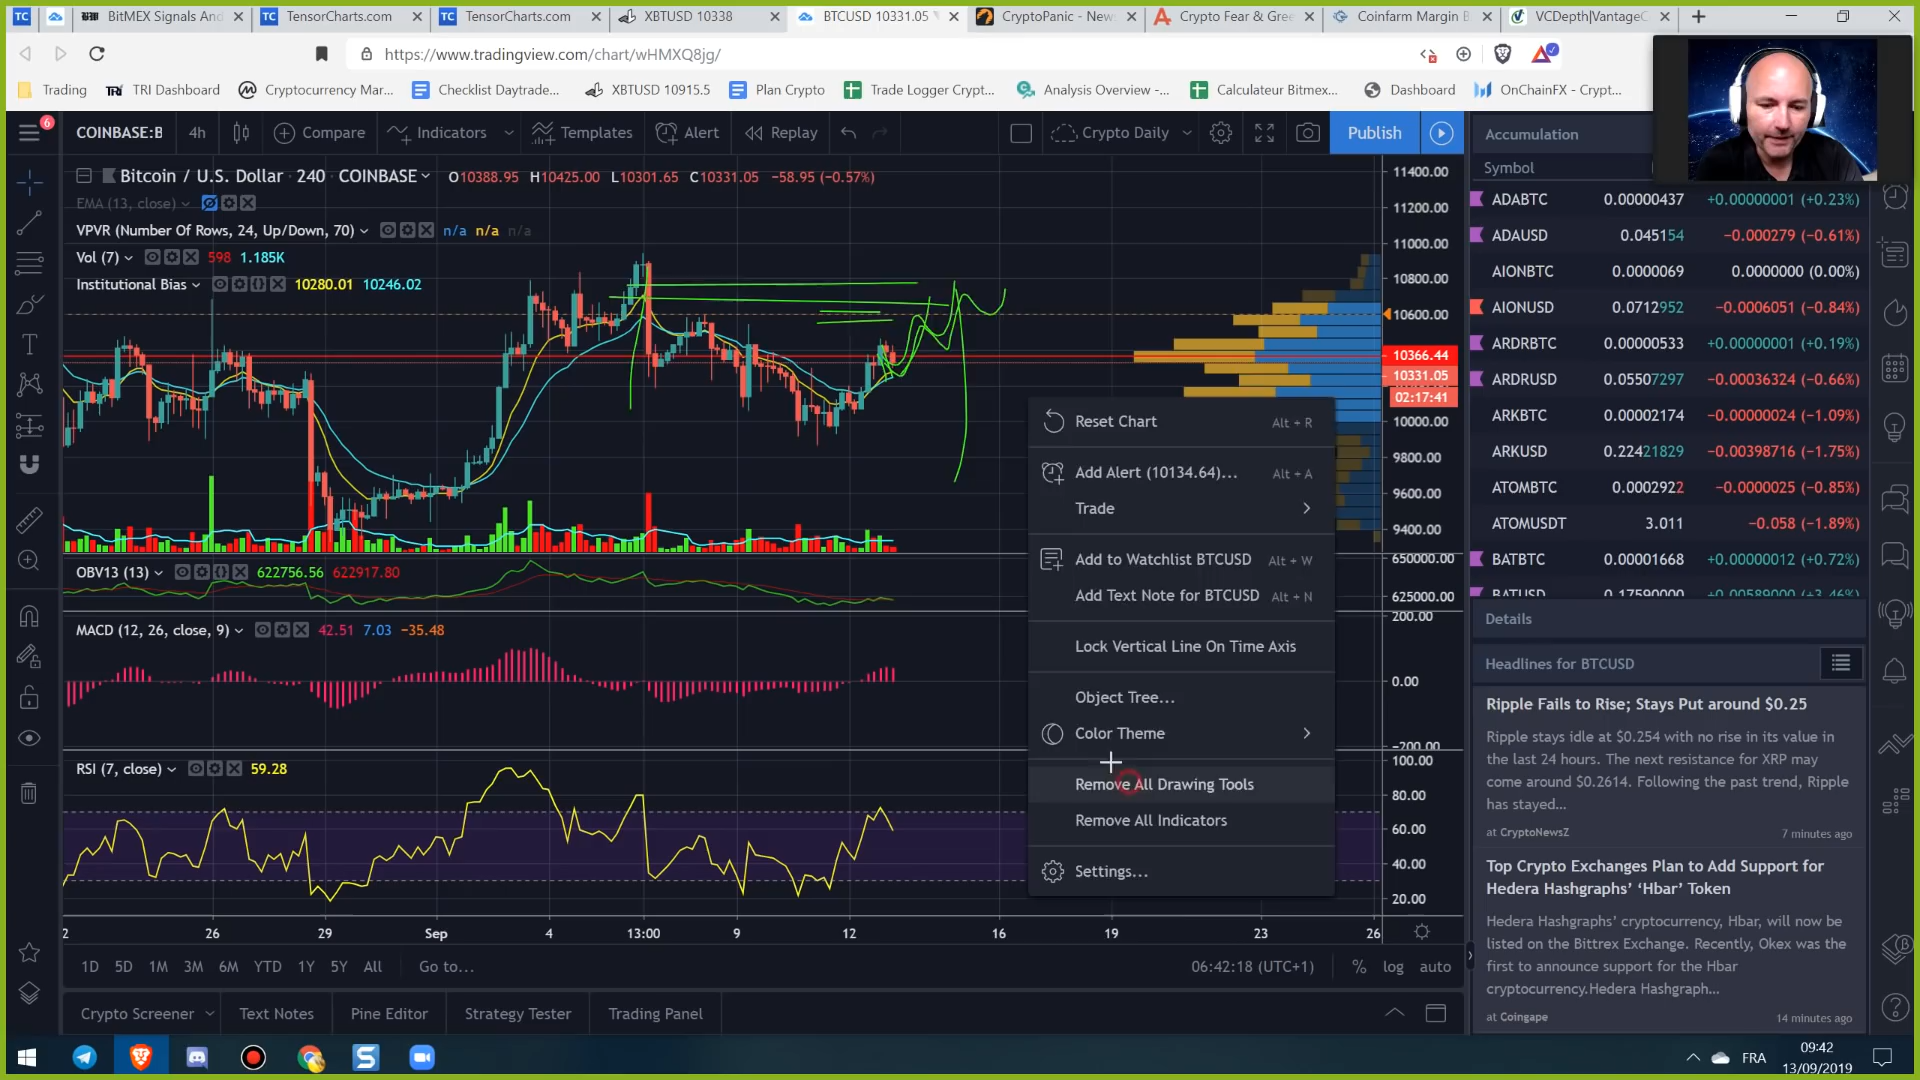 BitMEX Signals And
TensorCharts.com
TensorCharts.com
XBTUSD 10338
BTCUSD 10331.05
CryptoPanic - New
Crypto Fear & Gre
Coinfarm Margin B
VCDepth|VantageC
https://www.tradingview.com/chart/wHMXQ8jg/
Trading
TRI Dashboard
Cryptocurrency Mar...
Checklist Daytrade...
XBTUSD 10915.5
Plan Crypto
Trade Logger Crypt...
Analysis Overview -...
Calculateur Bitmex...
Dashboard
OnChainFX - Crypt...
6
COINBASE:B
4h
Compare
Indicators
Templates
Alert
Replay
Crypto Daily
Publish
Accumulation
Symbol
Bitcoin / U.S. Dollar · 240 · COINBASE
O10388.95 H10425.00 L10301.65 C10331.05 −58.95 (−0.57%)
EMA (13, close)
VPVR (Number Of Rows, 24, Up/Down, 70) n/a n/a n/a
Vol (7) 598 1.185K
Institutional Bias 10280.01 10246.02
11400.00
11200.00
11000.00
10800.00
10600.00
10366.44
10331.05
02:17:41
10000.00
9800.00
9600.00
9400.00
OBV13 (13) 622756.56 622917.80
650000.00
625000.00
MACD (12, 26, close, 9) 42.51 7.03 −35.48
200.00
0.00
−200.00
RSI (7, close) 59.28
100.00
80.00
60.00
40.00
20.00
Reset Chart Alt + R
Add Alert (10134.64)... Alt + A
Trade
Add to Watchlist BTCUSD Alt + W
Add Text Note for BTCUSD Alt + N
Lock Vertical Line On Time Axis
Object Tree...
Color Theme
Remove All Drawing Tools
Remove All Indicators
Settings...
2 26 29 Sep 4 13:00 9 12 16 19 23 26
1D 5D 1M 3M 6M YTD 1Y 5Y All Go to...
06:42:18 (UTC+1) % log auto
Crypto Screener
Text Notes
Pine Editor
Strategy Tester
Trading Panel
ADABTC 0.00000437 +0.00000001 (+0.23%)
ADAUSD 0.045154 −0.000279 (−0.61%)
AIONBTC 0.0000069 0.0000000 (0.00%)
AIONUSD 0.0712952 −0.0006051 (−0.84%)
ARDRBTC 0.00000533 +0.00000001 (+0.19%)
ARDRUSD 0.05507297 −0.00036324 (−0.66%)
ARKBTC 0.00002174 −0.00000024 (−1.09%)
ARKUSD 0.22421829 −0.00398716 (−1.75%)
ATOMBTC 0.0002922 −0.0000025 (−0.85%)
ATOMUSDT 3.011 −0.058 (−1.89%)
BATBTC 0.00001668 +0.00000012 (+0.72%)
BATUSD 0.17590000 +0.00589000 (+3.46%)
Details
Headlines for BTCUSD
Ripple Fails to Rise; Stays Put around $0.25
Ripple stays idle at $0.254 with no rise in its value in
the last 24 hours. The next resistance for XRP may
come around $0.2614. Following the past trend, Ripple
has stayed...
at CryptoNewsZ 7 minutes ago
Top Crypto Exchanges Plan to Add Support for
Hedera Hashgraphs’ ‘Hbar’ Token
Hedera Hashgraphs’ cryptocurrency, Hbar, will now be
listed on the Bittrex Exchange. Recently, Okex was the
first to announce support for the Hbar
cryptocurrency.Hedera Hashgraph...
at Coingape 14 minutes ago
FRA
09:42
13/09/2019